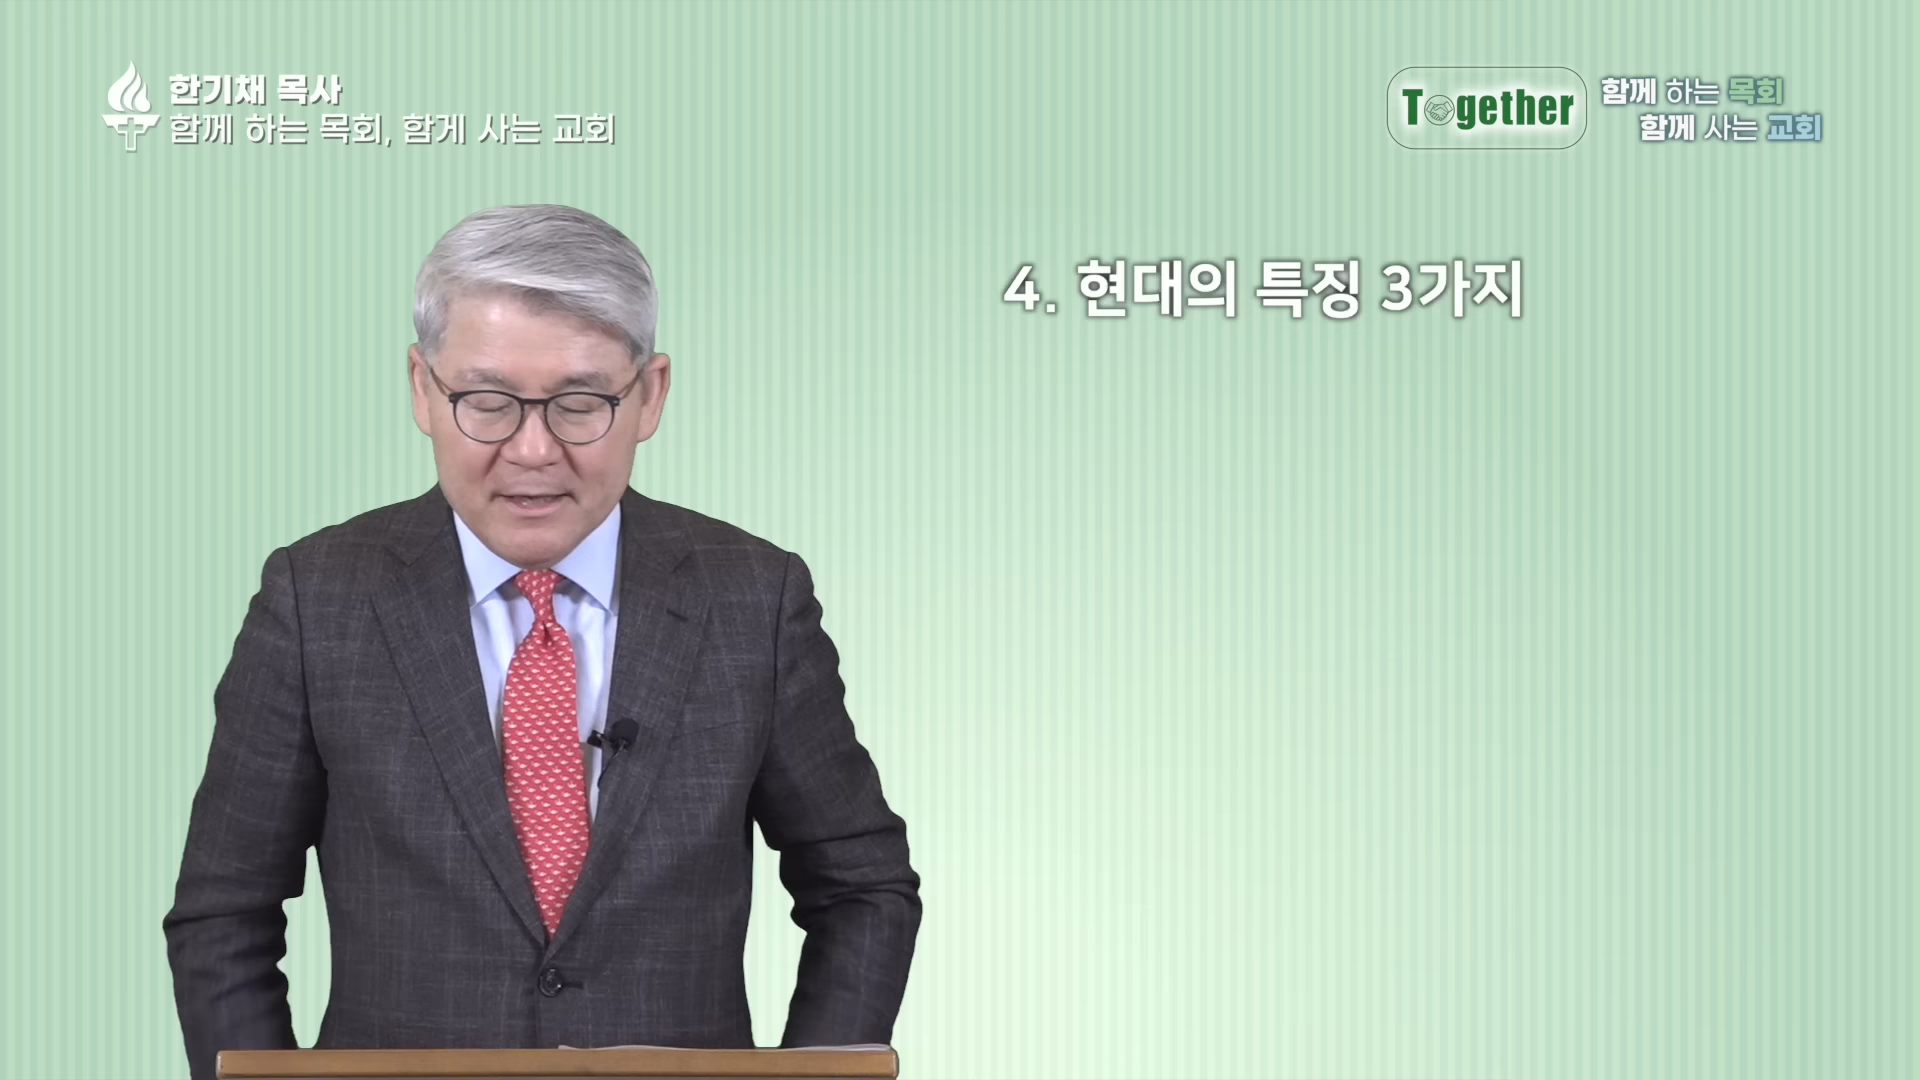 한기채 목사
함께 하는 목회, 함게 사는 교회
Together
함께 하는 목회
함께 사는 교회
4. 현대의 특징 3가지